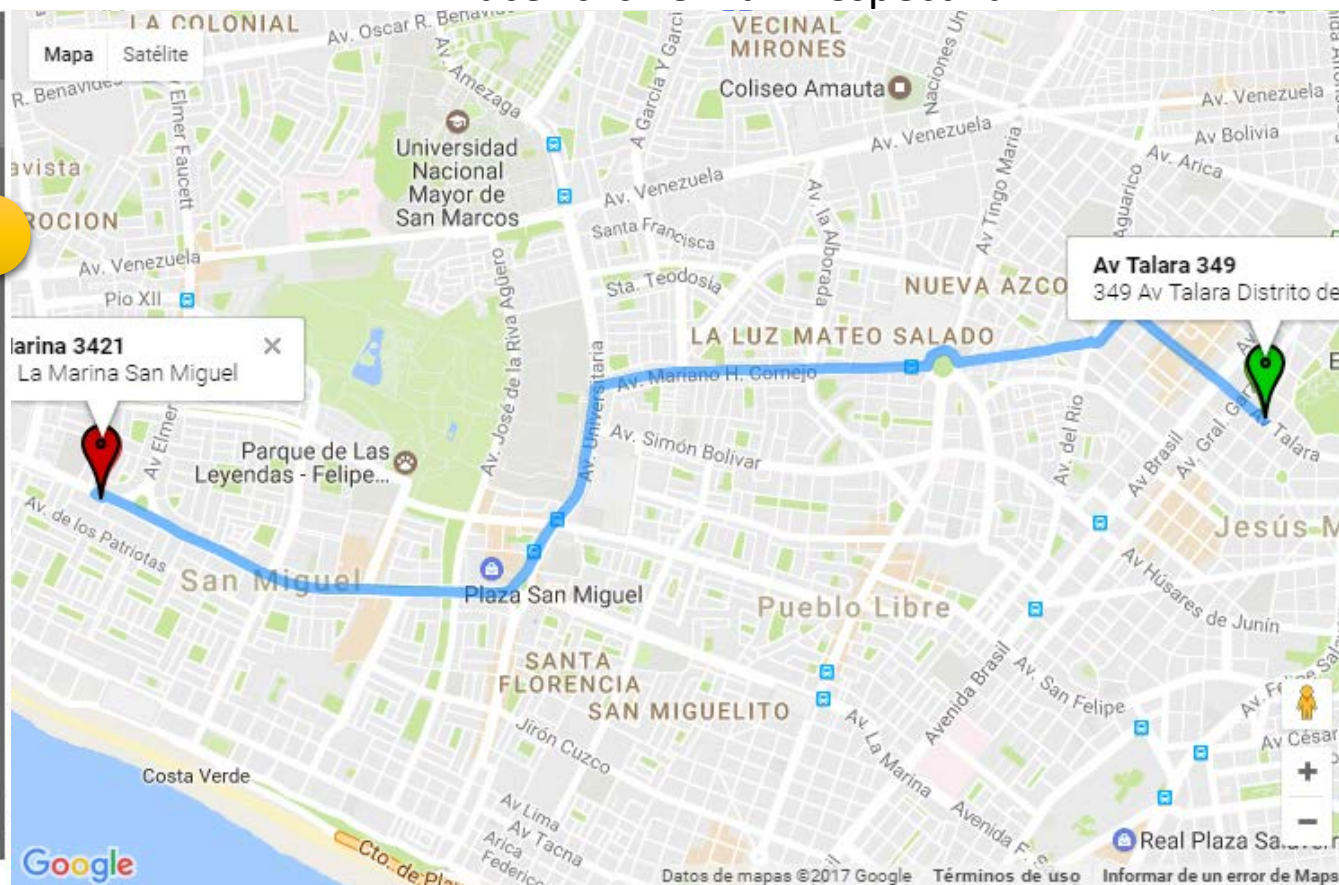 LA COLONIAL
Av. Oscar R. Benavides
VECINAL
MIRONES
Mapa
Satélite
R. Benavides
Av. Amezaga
A Garcia Y Garcia
Coliseo Amauta
Naciones Un
Av. Venezuela
Av Bolivia
Av. Arica
Elmer Faucett
Universidad
Nacional
Mayor de
San Marcos
Av. Venezuela
Av Tingo Maria
Aguarico
avista
Av. Venezuela
ROCION
Santa Francisca
Av. la Alborada
Av. Venezuela
Pio XII
Av. José de la Riva Agüero
Sta. Teodosia
NUEVA AZCO
Av Talara 349
349 Av Talara Distrito de
larina 3421
La Marina San Miguel
LA LUZ
MATEO SALADO
Av. Universitaria
Av. Mariano H. Cornejo
Av Elmer
Parque de Las
Leyendas - Felipe...
Av. Simón Bolivar
Av. del Rio
Av Brasil
Av. Gral.
Talara
Av. de los Patriotas
Jesús M
San Miguel
Plaza San Miguel
Pueblo Libre
Av Húsares de Junín
SANTA
FLORENCIA
SAN MIGUELITO
Avenida Brasil
Av. San Felipe
Jirón Cuzco
Av. La Marina
Av César
Costa Verde
Av Lima
Av Tacna
Arica
Federico
Avenida
Real Plaza
Cto. de
Google
Datos de mapas ©2017 Google
Términos de uso
Informar de un error de Maps